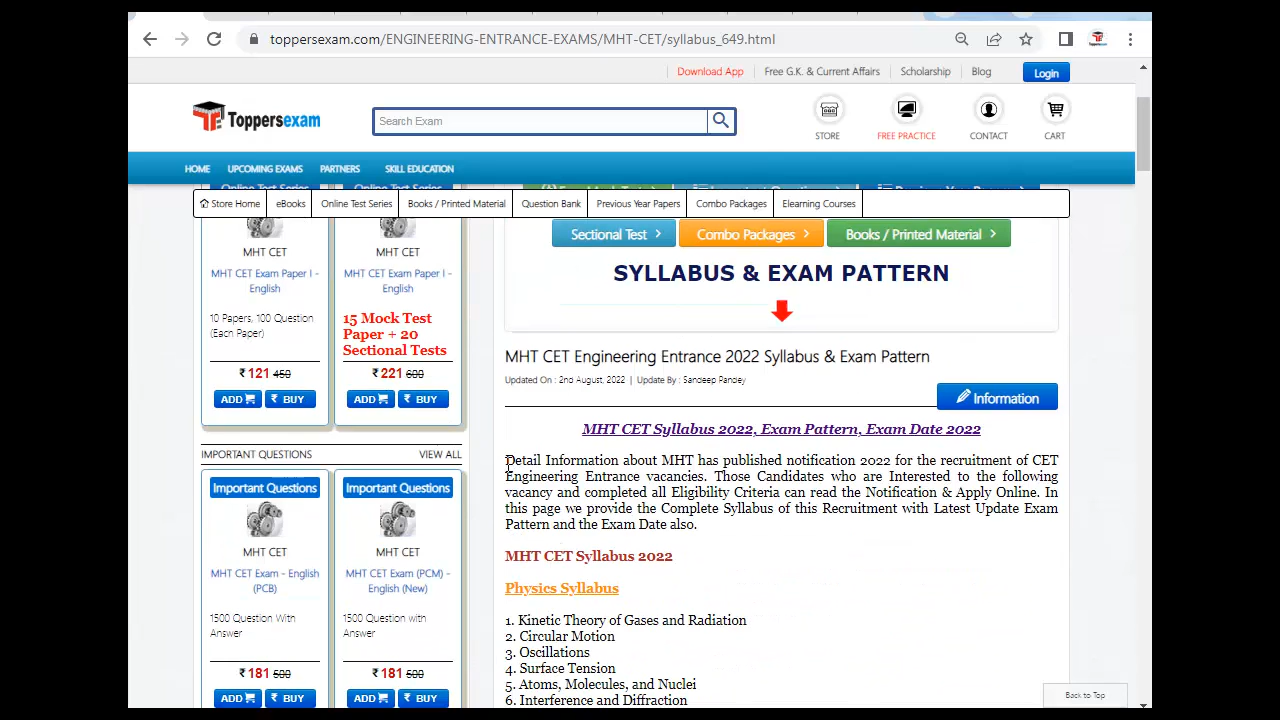 toppersexam.com/ENGINEERING-ENTRANCE-EXAMS/MHT-CET/syllabus_649.html
Download App | Free G.K. & Current Affairs | Scholarship | Blog Login
Toppersexam
Search Exam
STORE FREE PRACTICE CONTACT CART
HOME UPCOMING EXAMS PARTNERS SKILL EDUCATION
Store Home eBooks Online Test Series Books / Printed Material Question Bank Previous Year Papers Combo Packages Elearning Courses
MHT CET
MHT CET Exam Paper I - English
10 Papers, 100 Question (Each Paper)
₹ 121 450
ADD ₹ BUY
MHT CET
MHT CET Exam Paper I - English
15 Mock Test
Paper + 20
Sectional Tests
₹ 221 600
ADD ₹ BUY
IMPORTANT QUESTIONS VIEW ALL
Important Questions
MHT CET
MHT CET Exam - English (PCB)
1500 Question With Answer
₹ 181 500
ADD ₹ BUY
Important Questions
MHT CET
MHT CET Exam (PCM) - English (New)
1500 Question with Answer
₹ 181 500
ADD ₹ BUY
Sectional Test > Combo Packages > Books / Printed Material >
SYLLABUS & EXAM PATTERN
MHT CET Engineering Entrance 2022 Syllabus & Exam Pattern
Updated On : 2nd August, 2022 | Update By : Sandeep Pandey
Information
MHT CET Syllabus 2022, Exam Pattern, Exam Date 2022
Detail Information about MHT has published notification 2022 for the recruitment of CET
Engineering Entrance vacancies. Those Candidates who are Interested to the following
vacancy and completed all Eligibility Criteria can read the Notification & Apply Online. In
this page we provide the Complete Syllabus of this Recruitment with Latest Update Exam
Pattern and the Exam Date also.
MHT CET Syllabus 2022
Physics Syllabus
1. Kinetic Theory of Gases and Radiation
2. Circular Motion
3. Oscillations
4. Surface Tension
5. Atoms, Molecules, and Nuclei
6. Interference and Diffraction
Back to Top